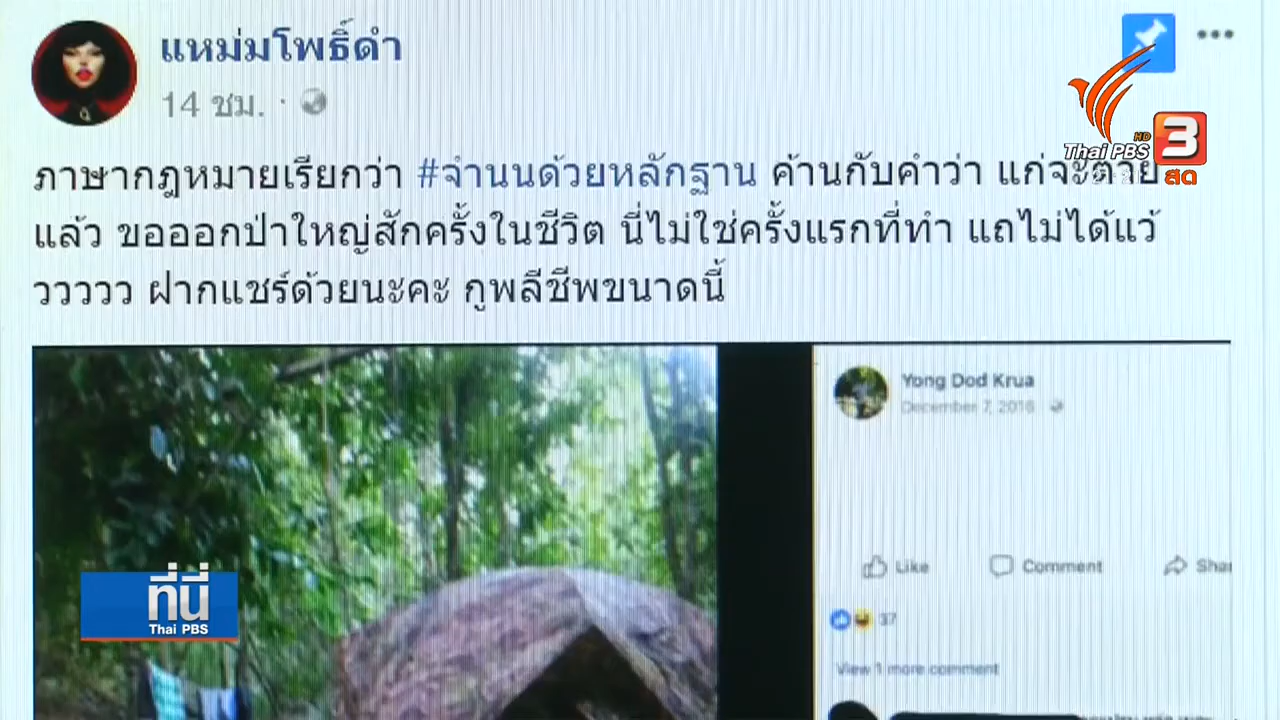 แหม่มโพธิ์ดำ
14 ชม. ·
HD
Thai PBS 3
สด
ภาษากฎหมายเรียกว่า #จำนนด้วยหลักฐาน ค้านกับคำว่า แก่จะตาย
แล้ว ขอออกป่าใหญ่สักครั้งในชีวิต นี่ไม่ใช่ครั้งแรกที่ทำ แถไม่ได้แว้
ววววว ฝากแชร์ด้วยนะคะ กูพลีชีพขนาดนี้
Yong Dod Krua
December 7, 2016
Like Comment Shar
37
View 1 more comment
ที่นี่
Thai PBS